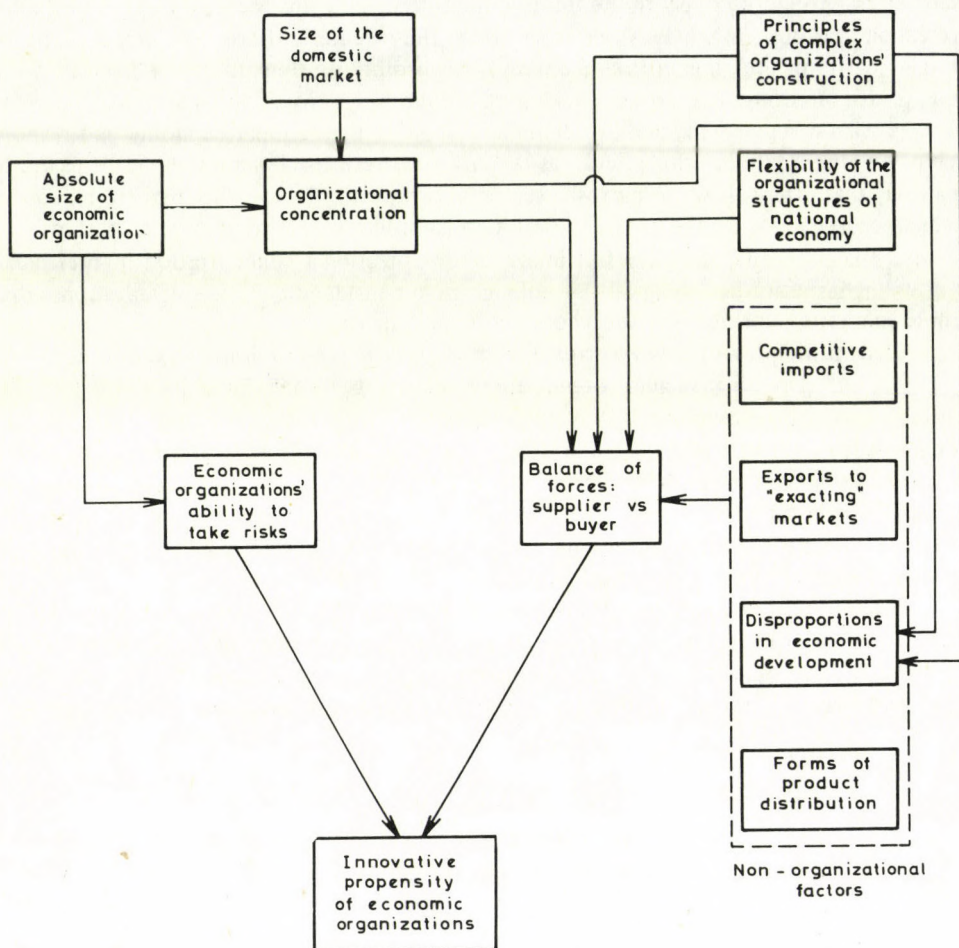 Size of the
domestic
market
Principles
of complex
organizations'
construction
Absolute
size of
economic
organization
Organizational
concentration
Flexibility of the
organizational
structures of
national
economy
Competitive
imports
Economic
organizations'
ability to
take risks
Balance of
forces:
supplier vs
buyer
Exports to
"exacting"
markets
Disproportions
in economic
development
Forms of
product
distribution
Innovative
propensity
of economic
organizations
Non - organizational
factors